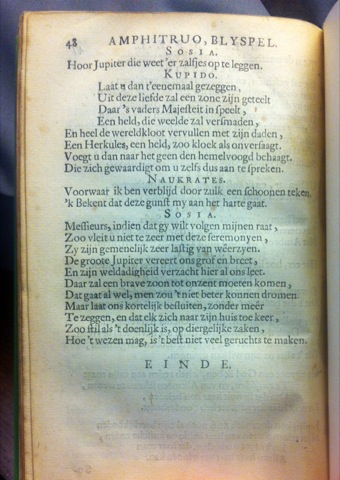 48 AMPHITRUO, BLYSPEL.
SOSIA.
Hoor Jupiter die weet 'er zalfjes op te leggen.
KUPIDO.
Laat u dan t'eenemaal gezeggen,
Uit deze liefde zal een zone zijn geteelt
Daar 's vaders Majesteit in speelt,
Een held, die weelde zal versmaden,
En heel de wereldkloot vervullen met zijn daden,
Een Herkules, een held, zoo kloek als onversaagt.
Voegt u dan naar het geen den hemelvoogd behaagt.
Die zich gewaardigt om u zelfs dus aan te spreken.
NAUKRATES.
Voorwaar ik ben verblijd door zulk een schoonen teken.
'k Bekent dat deze gunst my aan het harte gaat.
SOSIA.
Messieurs, indien dat gy wilt volgen mijnen raat,
Zoo vleit u niet te zeer met deze seremonyen,
Zy zijn gemenelijk zeer lastig van weêrzyen.
De groote Jupiter vereert ons grof en breet,
En zijn weldadigheid verzacht hier al ons leet.
Daar zal een brave zoon tot onzent moeten komen,
Dat gaat al wel, men zou 't niet beter konnen dromen
Maar laat ons kortelijk besluiten, zonder meêr
Te zeggen, en dat elk zich naar zijn huis toe keer,
Zoo stil als 't doenlijk is, op diergelijke zaken,
Hoe 't wezen mag, is 't best niet veel geruchts te maken.
EINDE.